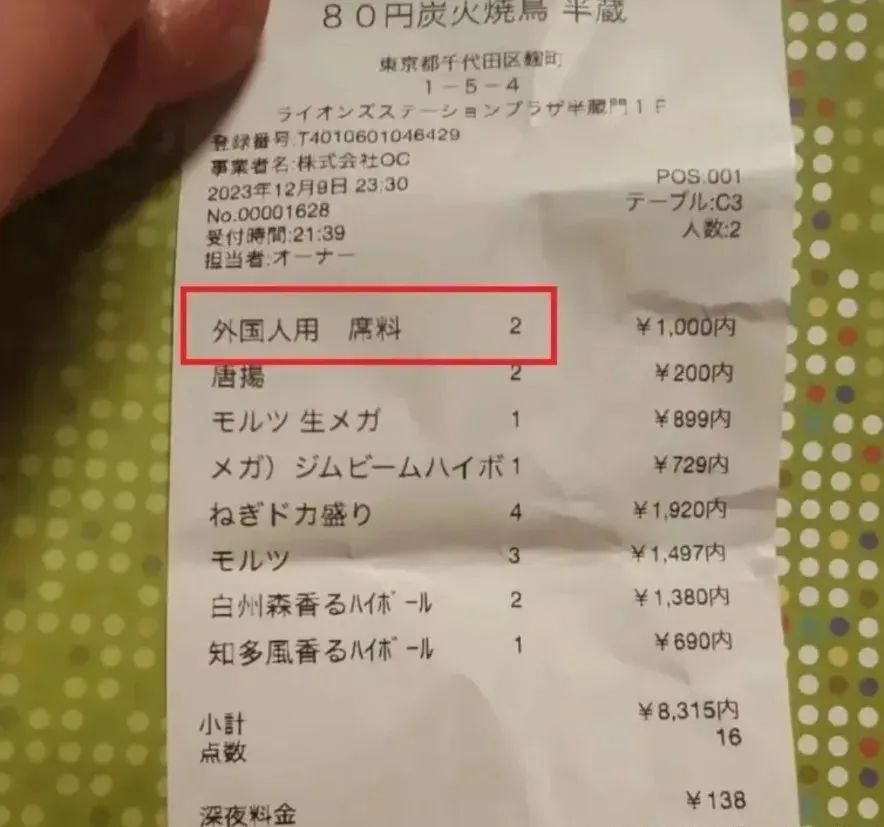 80円炭火焼鳥 半蔵
東京都千代田区麹町
1-5-4
ライオンズステーションプラザ半蔵門1F
登録番号:T4010601046429
事業者名:株式会社OC
2023年12月9日 23:30 POS.001
No.00001628 テーブル:C3
受付時間:21:39 人数:2
担当者:オーナー
外国人用 席料 2 ¥1,000内
唐揚 2 ¥200内
モルツ 生メガ 1 ¥899内
メガ) ジムビームハイボ 1 ¥729内
ねぎドカ盛り 4 ¥1,920内
モルツ 3 ¥1,497内
白州森香るハイボール 2 ¥1,380内
知多風香るハイボール 1 ¥690内
小計 ¥8,315内
点数 16
深夜料金 ¥138